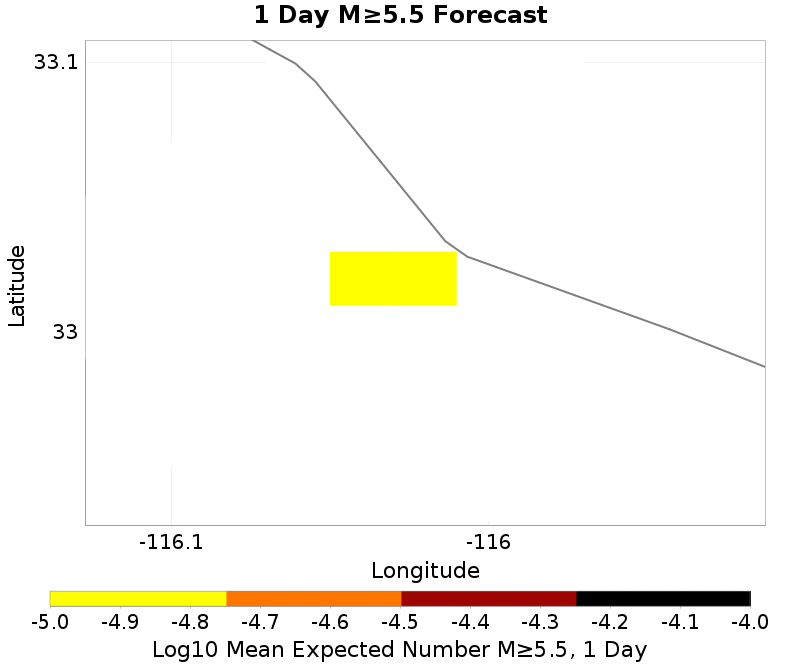 1 Day M≥5.5 Forecast
33.1
33
Latitude
-116.1 -116
Longitude
-5.0 -4.9 -4.8 -4.7 -4.6 -4.5 -4.4 -4.3 -4.2 -4.1 -4.0
Log10 Mean Expected Number M≥5.5, 1 Day